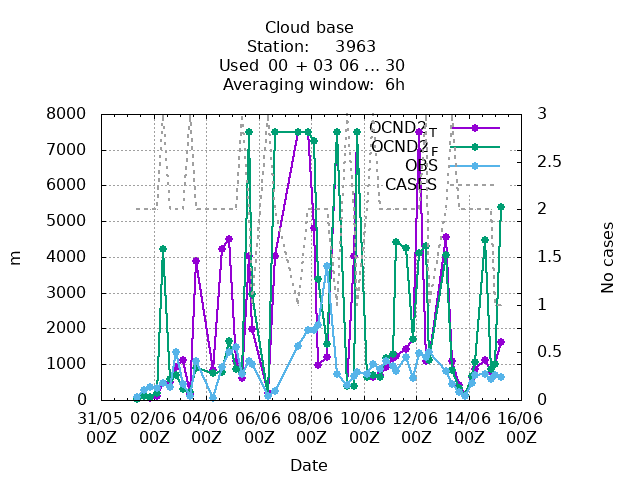 Cloud base
Station: 3963
Used 00 + 03 06 ... 30
Averaging window: 6h
8000
7000
6000
5000
4000
3000
2000
1000
0
m
3
2.5
2
1.5
1
0.5
0
No cases
OCND2_T
OCND2_F
OBS
CASES
31/05 02/06 04/06 06/06 08/06 10/06 12/06 14/06 16/06
00Z 00Z 00Z 00Z 00Z 00Z 00Z 00Z 00Z
Date